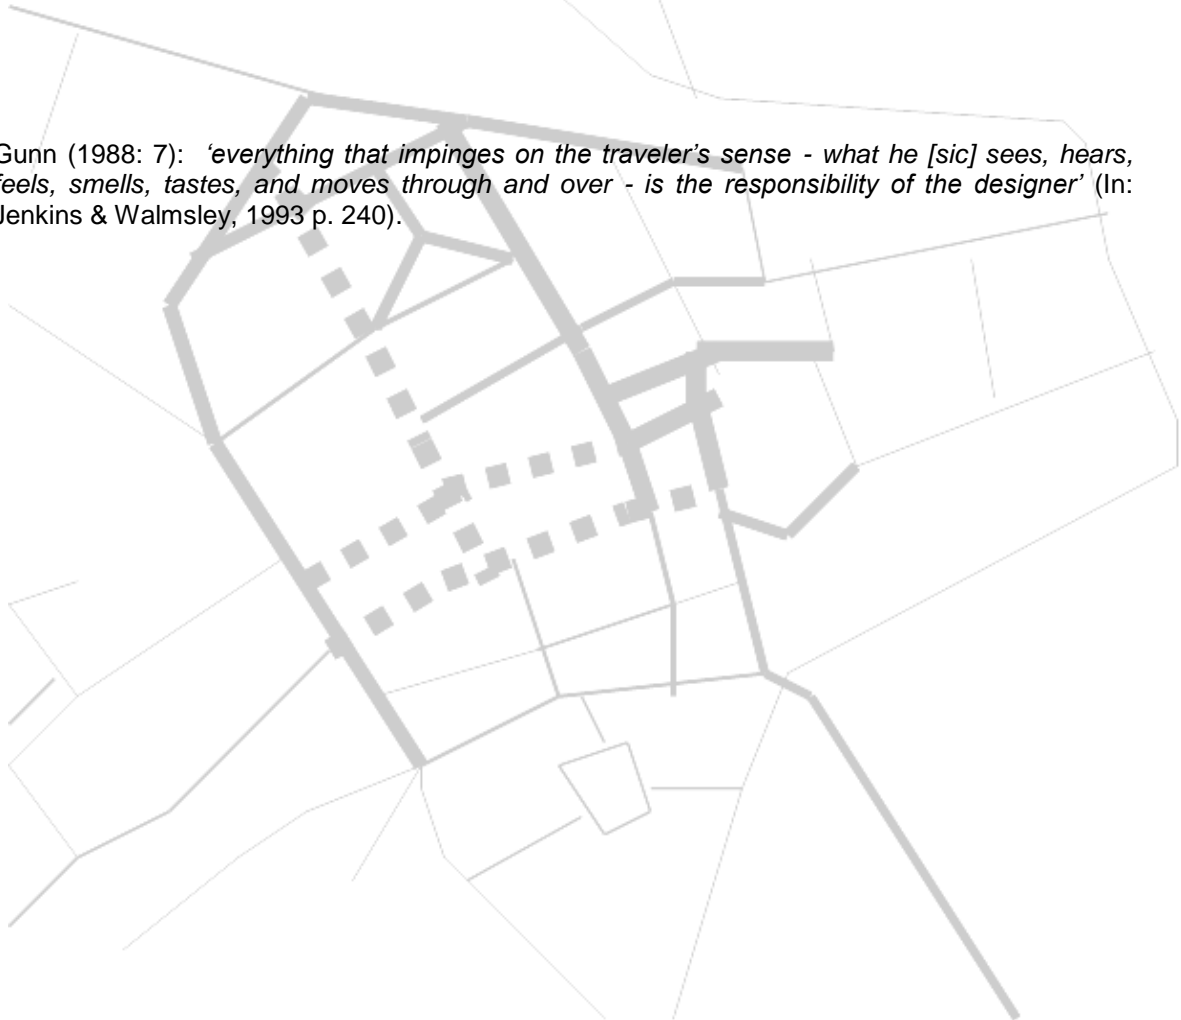 Gunn (1988: 7): ‘everything that impinges on the traveler’s sense - what he [sic] sees, hears,
feels, smells, tastes, and moves through and over - is the responsibility of the designer’ (In:
Jenkins & Walmsley, 1993 p. 240).